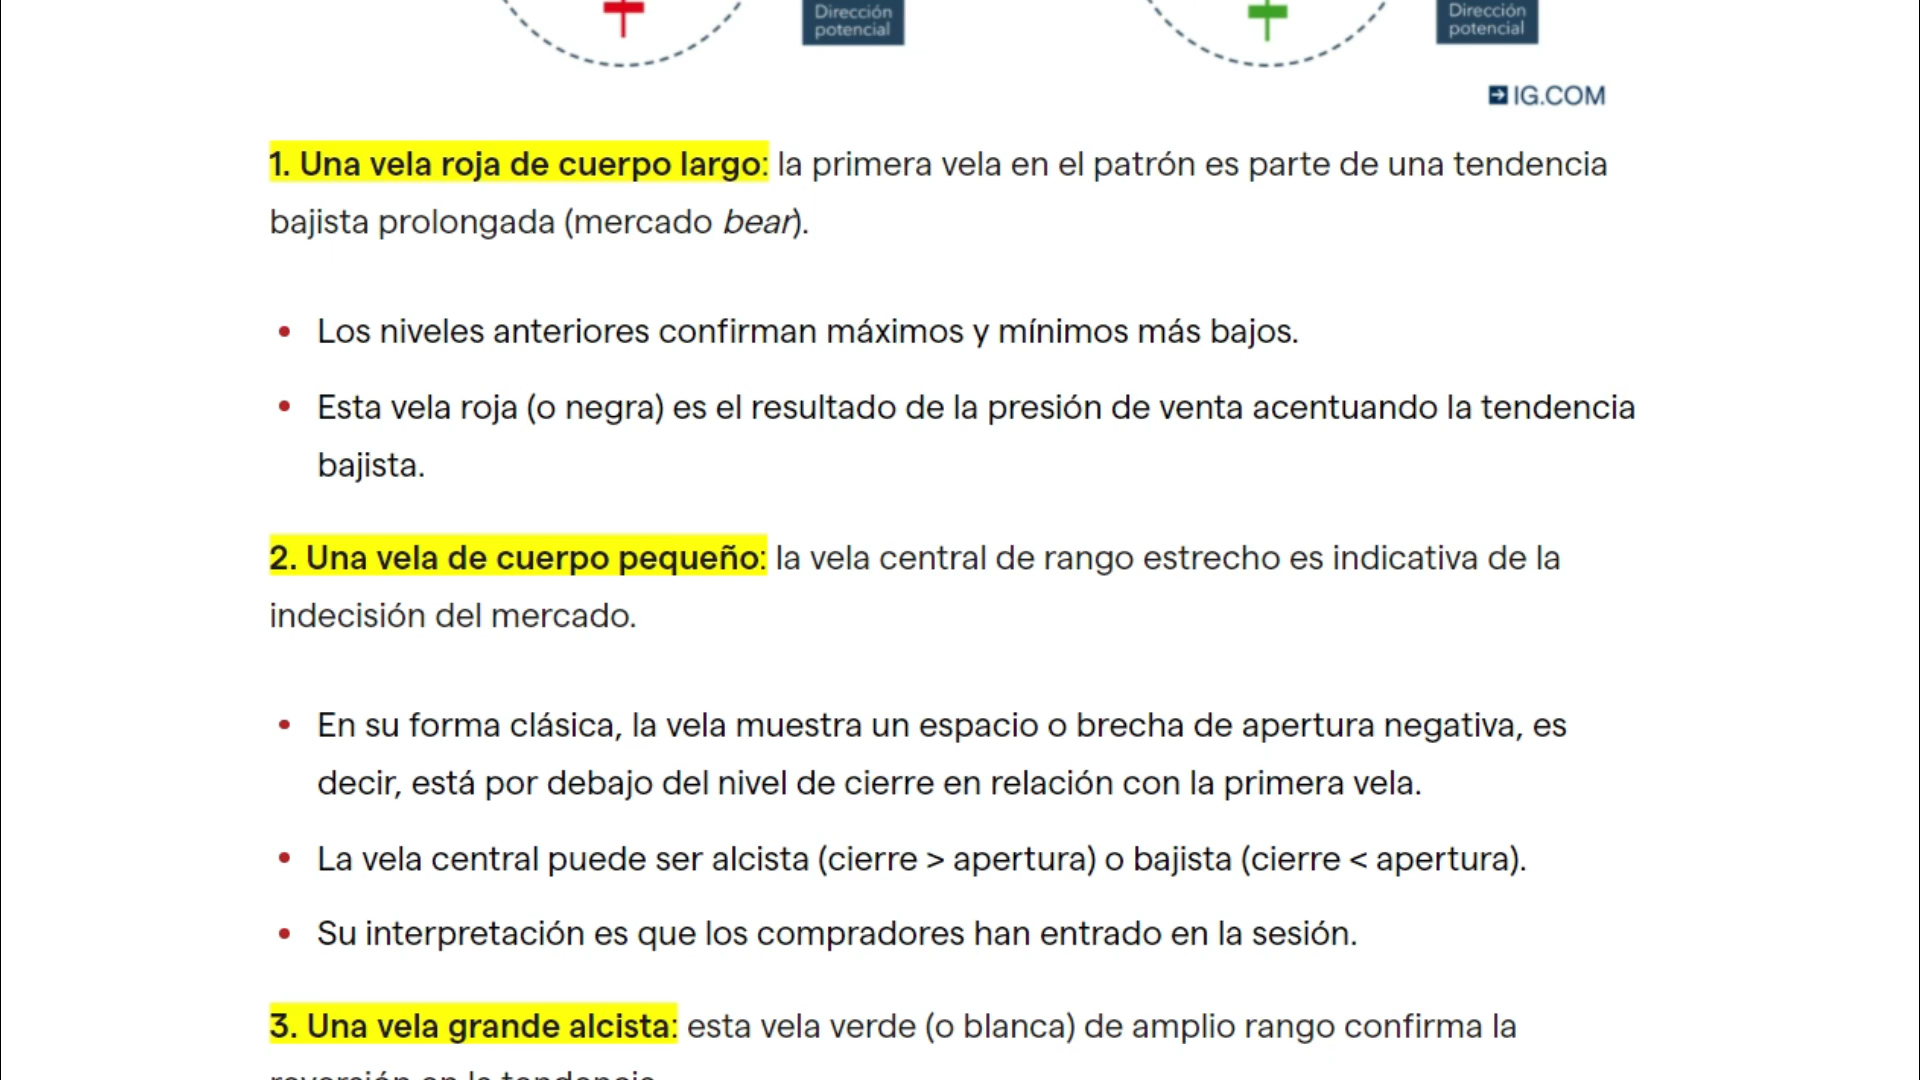 Dirección
potencial
Dirección
potencial
IG.COM
1. Una vela roja de cuerpo largo: la primera vela en el patrón es parte de una tendencia
bajista prolongada (mercado bear).
Los niveles anteriores confirman máximos y mínimos más bajos.
Esta vela roja (o negra) es el resultado de la presión de venta acentuando la tendencia
bajista.
2. Una vela de cuerpo pequeño: la vela central de rango estrecho es indicativa de la
indecisión del mercado.
En su forma clásica, la vela muestra un espacio o brecha de apertura negativa, es
decir, está por debajo del nivel de cierre en relación con la primera vela.
La vela central puede ser alcista (cierre > apertura) o bajista (cierre < apertura).
Su interpretación es que los compradores han entrado en la sesión.
3. Una vela grande alcista: esta vela verde (o blanca) de amplio rango confirma la
reversión en la tendencia.